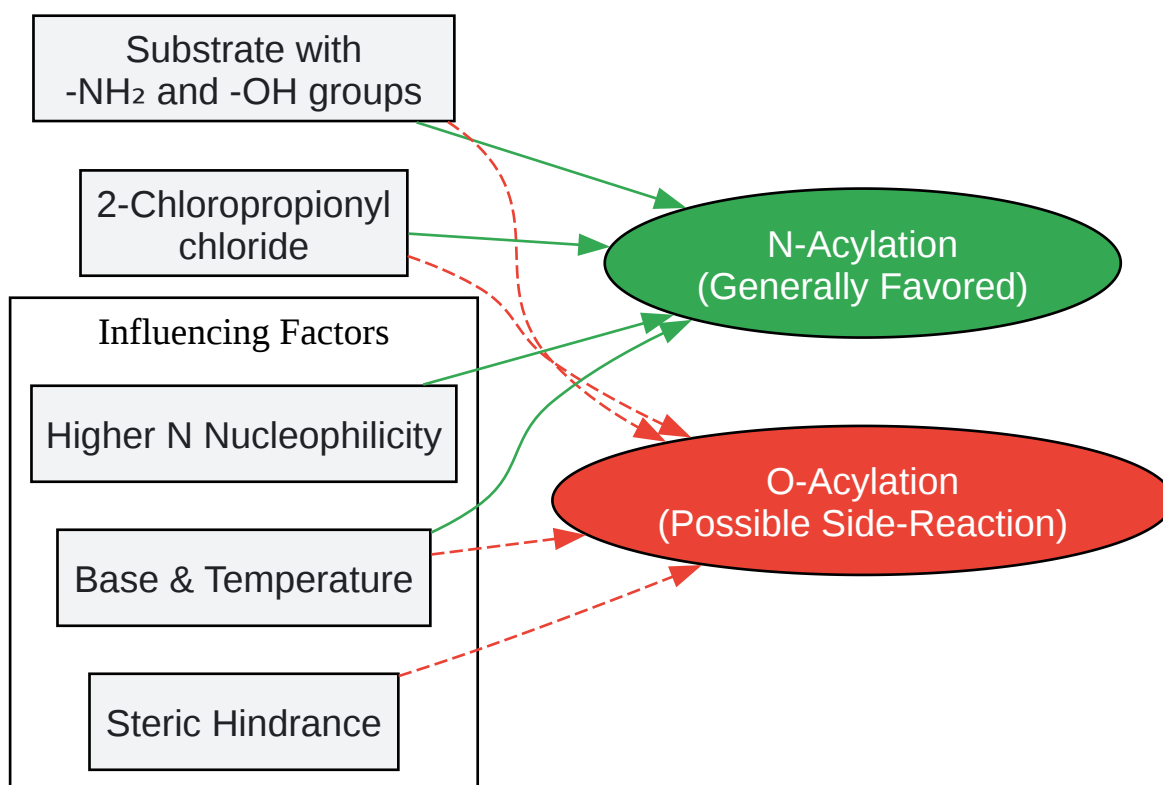 Substrate with
-NH₂ and -OH groups
2-Chloropropionyl
chloride
N-Acylation
(Generally Favored)
Influencing Factors
Higher N Nucleophilicity
O-Acylation
(Possible Side-Reaction)
Base & Temperature
Steric Hindrance